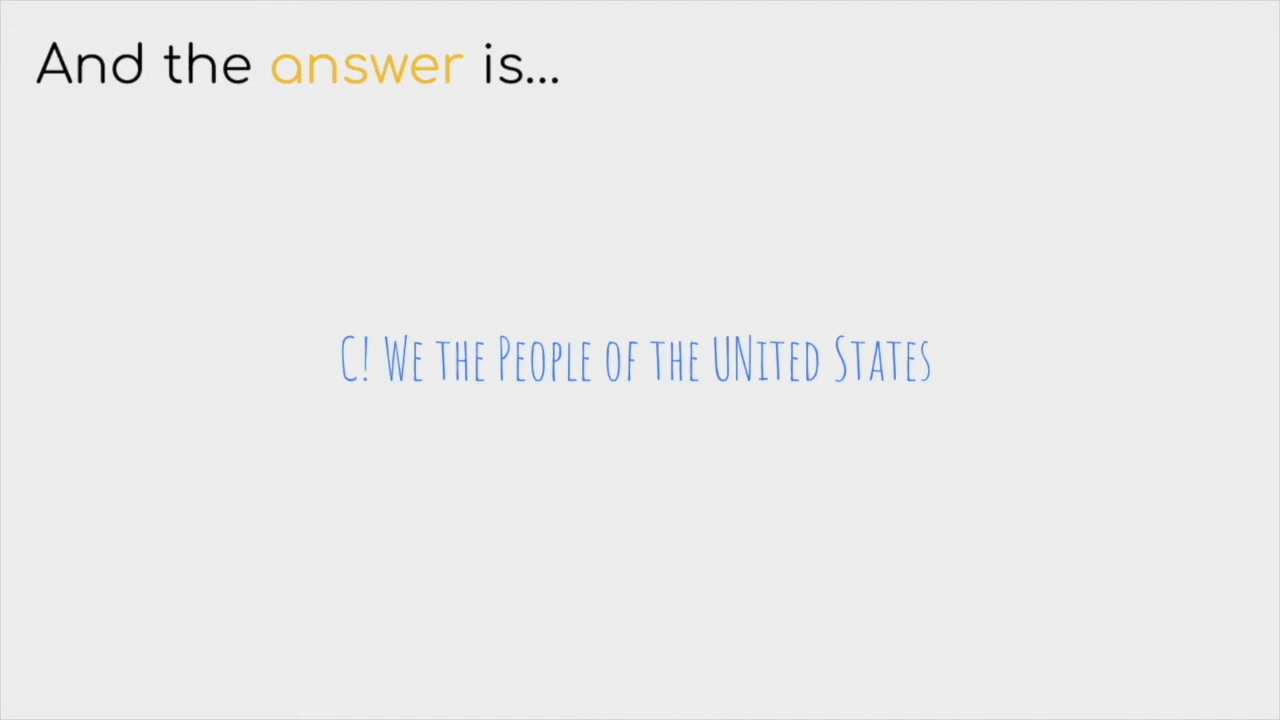 And the answer is...
C! We the People of the UNited States